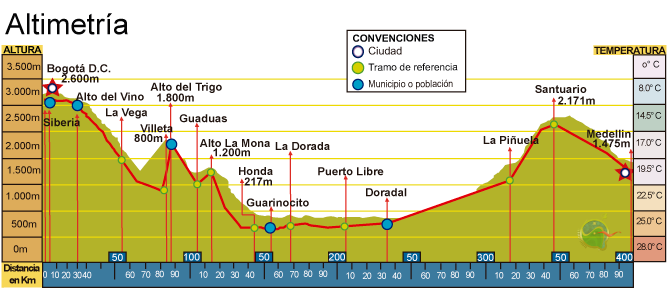 Altimetría
ALTURA
3.500m
3.000m
2.500m
2.000m
1.500m
1.000m
500m
0m
Distancia
en Km
CONVENCIONES
Ciudad
Tramo de referencia
Municipio o población
TEMPERATURA
0° C
8.0° C
14.5°C
17.0°C
19.5°C
22.5°C
25.0°C
28.0°C
Bogotá D.C.
2.600m
Siberia
Alto del Vino
La Vega
Villeta
800m
Alto del Trigo
1.800m
Guaduas
Alto La Mona
1.200m
Honda
217m
Guarinocito
La Dorada
Puerto Libre
Doradal
La Piñuela
Santuario
2.171m
Medellín
1.475m
50 100 50 200 50 300 50 400
0 10 20 30 40 60 70 80 90 10 20 30 40 60 70 80 90 10 20 30 40 60 70 80 90 10 20 30 40 60 70 80 90